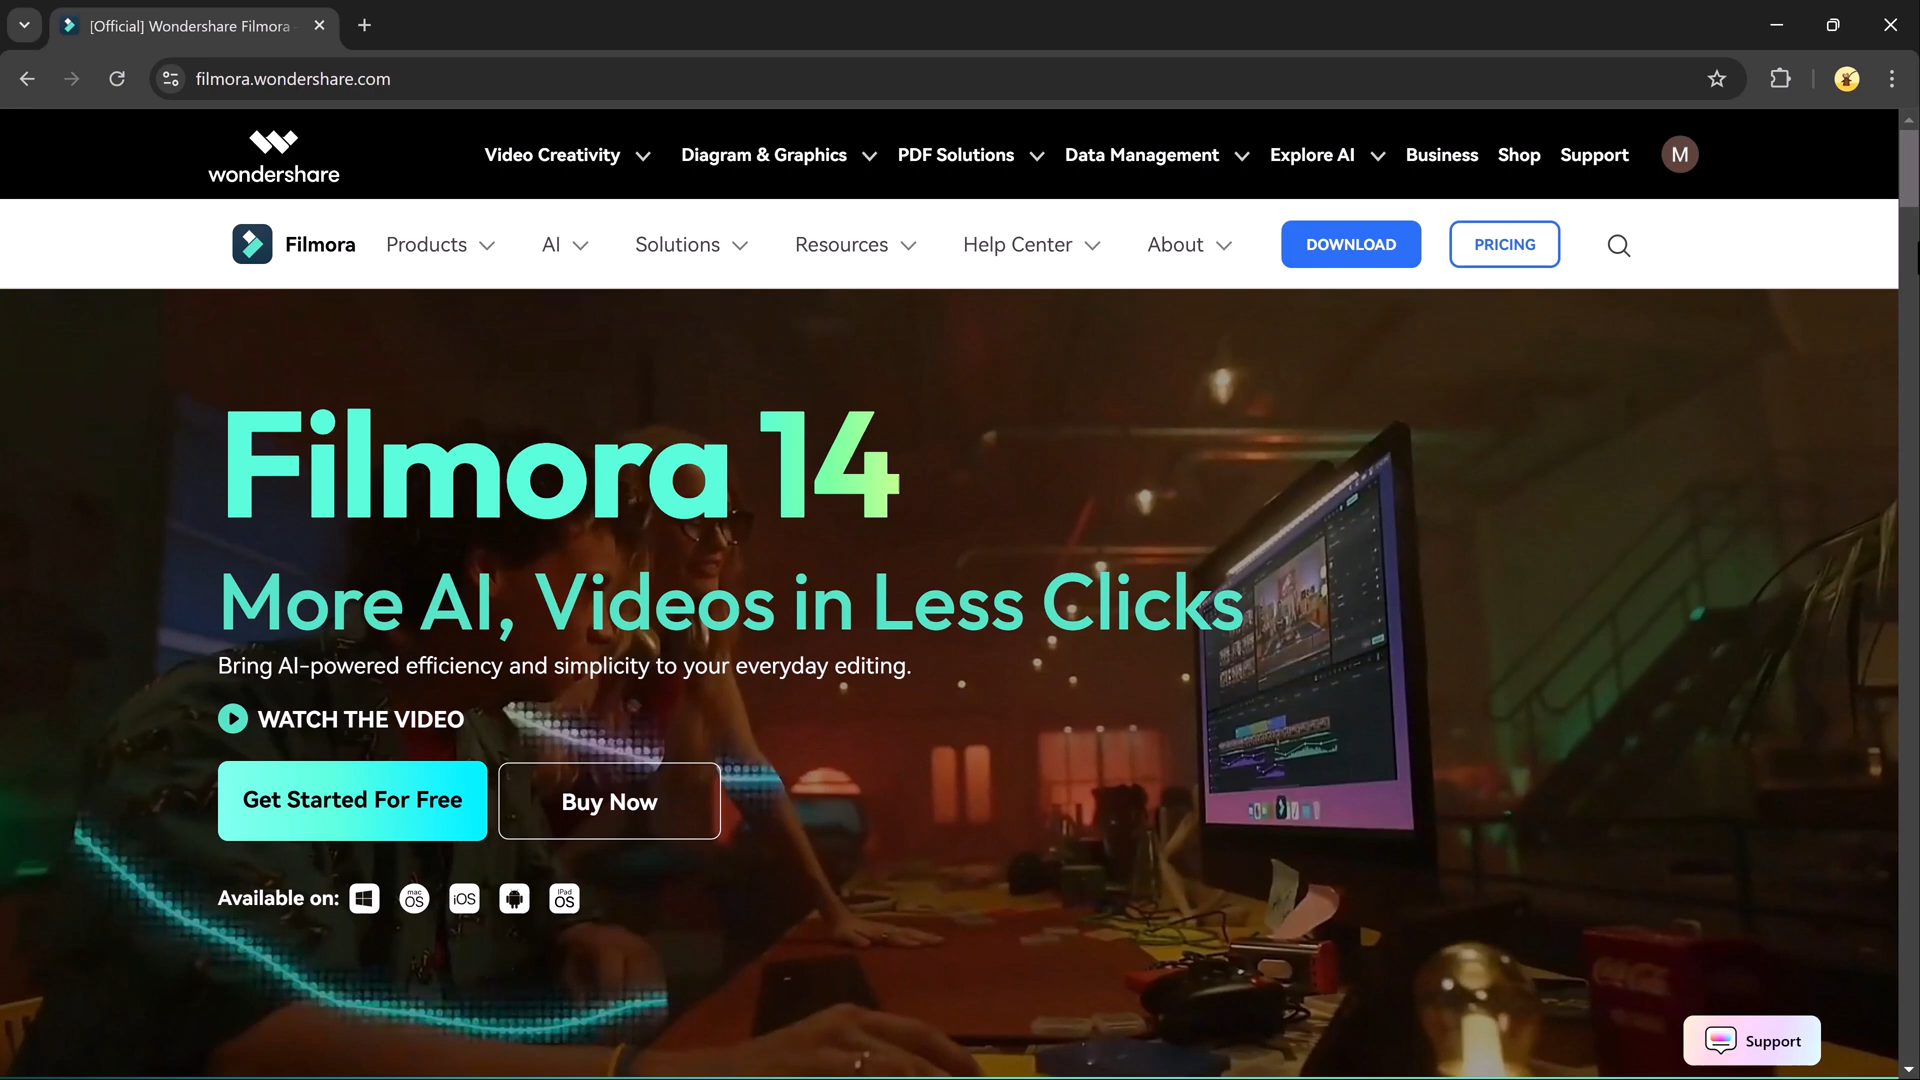 [Official] Wondershare Filmora
filmora.wondershare.com
wondershare
Video Creativity Diagram & Graphics PDF Solutions Data Management Explore AI Business Shop Support M
Filmora Products AI Solutions Resources Help Center About DOWNLOAD PRICING
Filmora 14
More AI, Videos in Less Clicks
Bring AI-powered efficiency and simplicity to your everyday editing.
WATCH THE VIDEO
Get Started For Free Buy Now
Available on: mac OS iOS iPad OS
Support